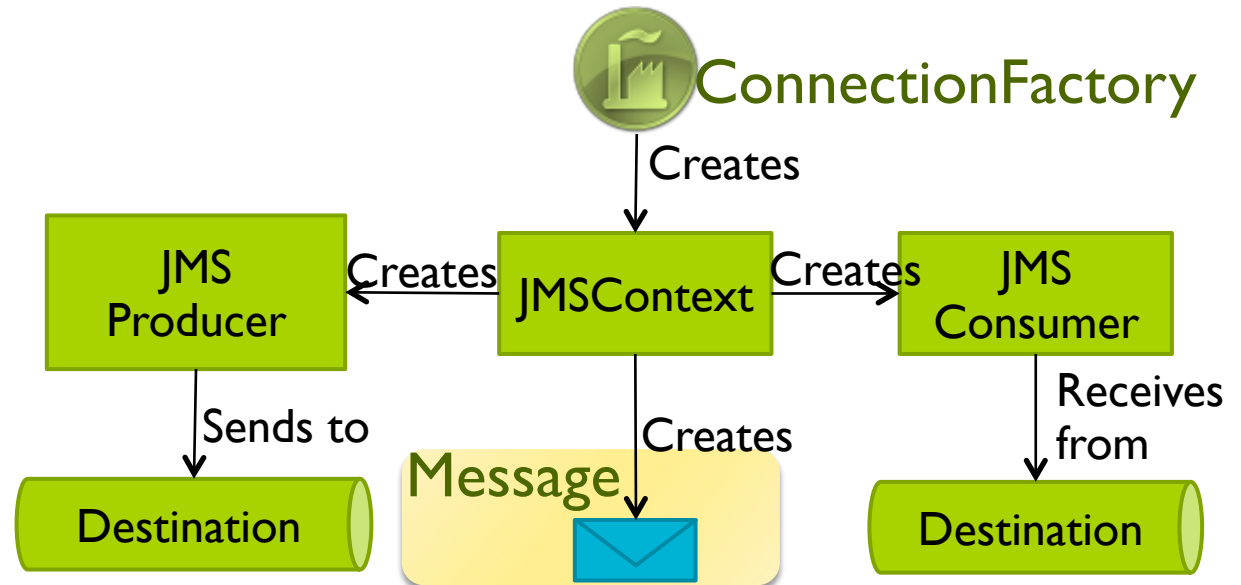 ConnectionFactory
Creates
JMS
Producer
Creates
JMSContext
Creates
JMS
Consumer
Sends to
Creates
Receives
from
Message
Destination
Destination